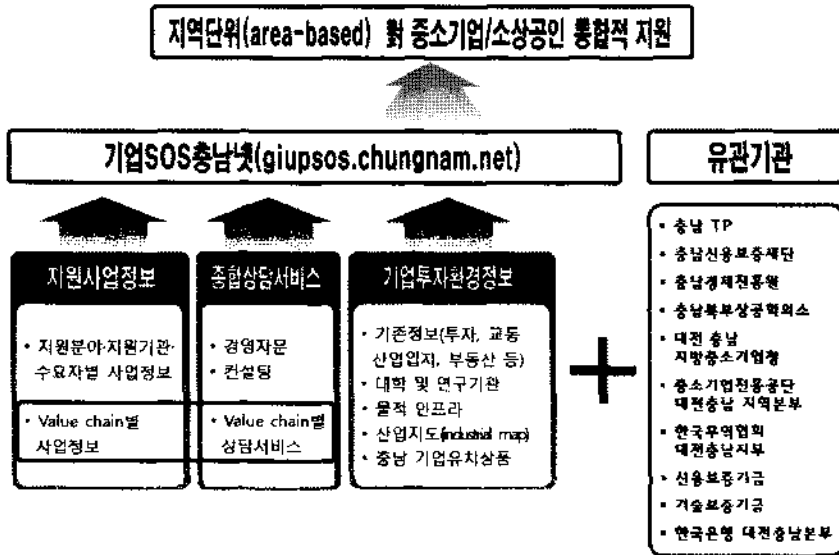 지역단위(area-based) 對 중소기업/소상공인 통합적 지원
기업SOS충남넷(giupsos.chungnam.net)
유관기관
지원사업정보
• 지원분야·지원기관·
수요자별 사업정보
• Value chain별
사업정보
종합상담서비스
• 경영자문
• 컨설팅
• Value chain별
상담서비스
기업투자환경정보
• 기존정보(투자, 교통
산업입지, 부동산 등)
• 대학 및 연구기관
• 물적 인프라
• 산업지도(industrial map)
• 충남 기업유치상품
+
• 충남 TP
• 충남신용보증재단
• 충남경제진흥원
• 충남북부상공회의소
• 대전 충남
지방중소기업청
• 중소기업진흥공단
대전충남 지역본부
• 한국무역협회
대전충남지부
• 신용보증기금
• 기술보증기금
• 한국은행 대전충남본부